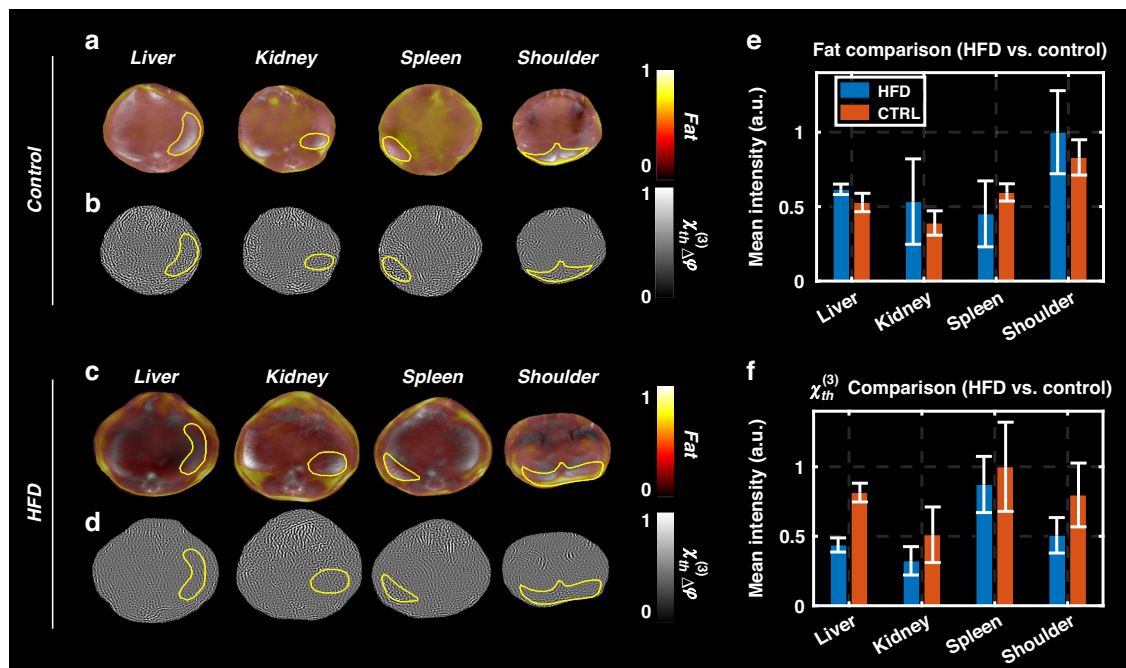 a
Liver Kidney Spleen Shoulder
1
Fat
0
Control
b
1
χth(3) Δφ
0
c
Liver Kidney Spleen Shoulder
1
Fat
0
HFD
d
1
χth(3) Δφ
0
e
Fat comparison (HFD vs. control)
HFD
CTRL
Mean intensity (a.u.)
1
0.5
0
Liver Kidney Spleen Shoulder
f
χth(3) Comparison (HFD vs. control)
Mean intensity (a.u.)
1
0.5
0
Liver Kidney Spleen Shoulder